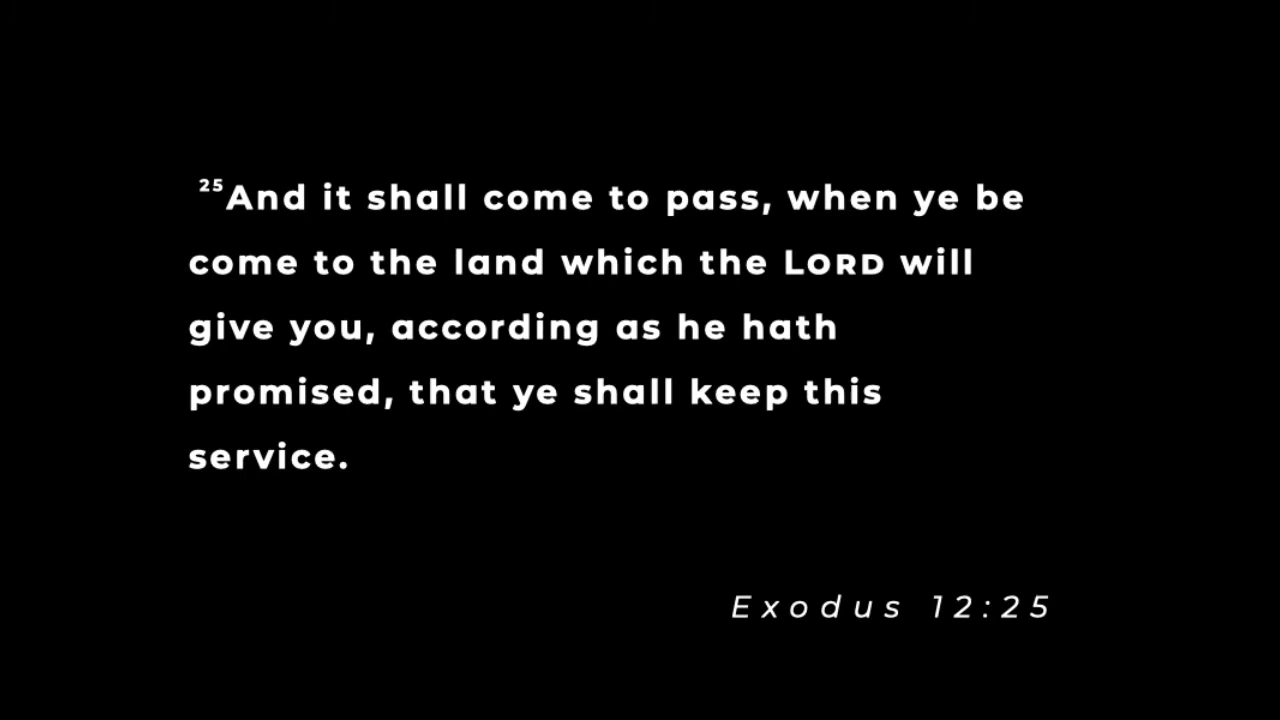 25And it shall come to pass, when ye be
come to the land which the LORD will
give you, according as he hath
promised, that ye shall keep this
service.
Exodus 12:25